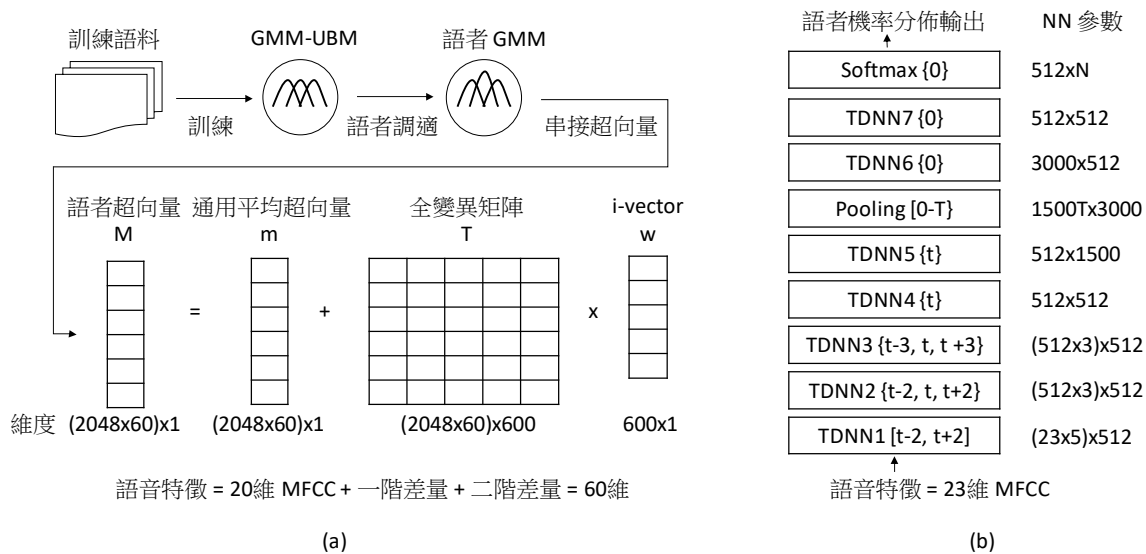 訓練語料
GMM-UBM
語者 GMM
訓練
語者調適
串接超向量
語者超向量
M
通用平均超向量
m
全變異矩陣
T
i-vector
w
=
+
x
維度 (2048x60)x1 (2048x60)x1 (2048x60)x600 600x1
語音特徵 = 20維 MFCC + 一階差量 + 二階差量 = 60維
(a)
語者機率分佈輸出 NN 參數
Softmax {0} 512xN
TDNN7 {0} 512x512
TDNN6 {0} 3000x512
Pooling [0-T} 1500Tx3000
TDNN5 {t} 512x1500
TDNN4 {t} 512x512
TDNN3 {t-3, t, t +3} (512x3)x512
TDNN2 {t-2, t, t+2} (512x3)x512
TDNN1 [t-2, t+2] (23x5)x512
語音特徵 = 23維 MFCC
(b)